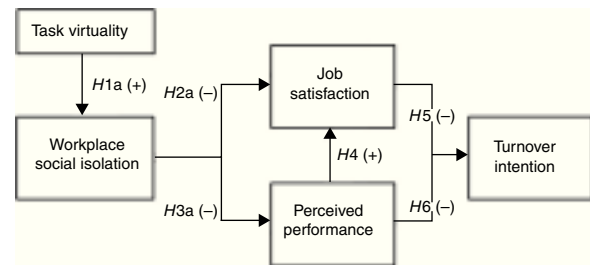 Task virtuality
H1a (+)
H2a (–)
Job
satisfaction
H5 (–)
Workplace
social isolation
H4 (+)
Turnover
intention
H3a (–)
Perceived
performance
H6 (–)